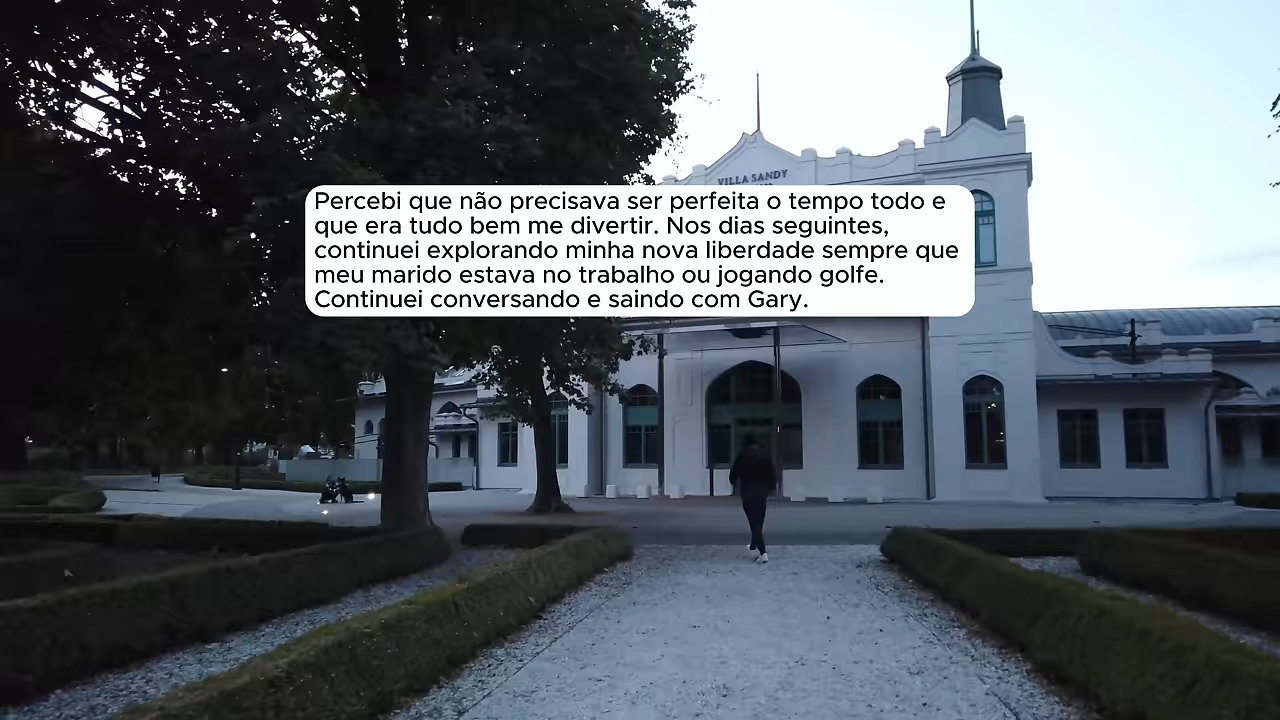 VILLA SANDY
Percebi que não precisava ser perfeita o tempo todo e
que era tudo bem me divertir. Nos dias seguintes,
continuei explorando minha nova liberdade sempre que
meu marido estava no trabalho ou jogando golfe.
Continuei conversando e saindo com Gary.